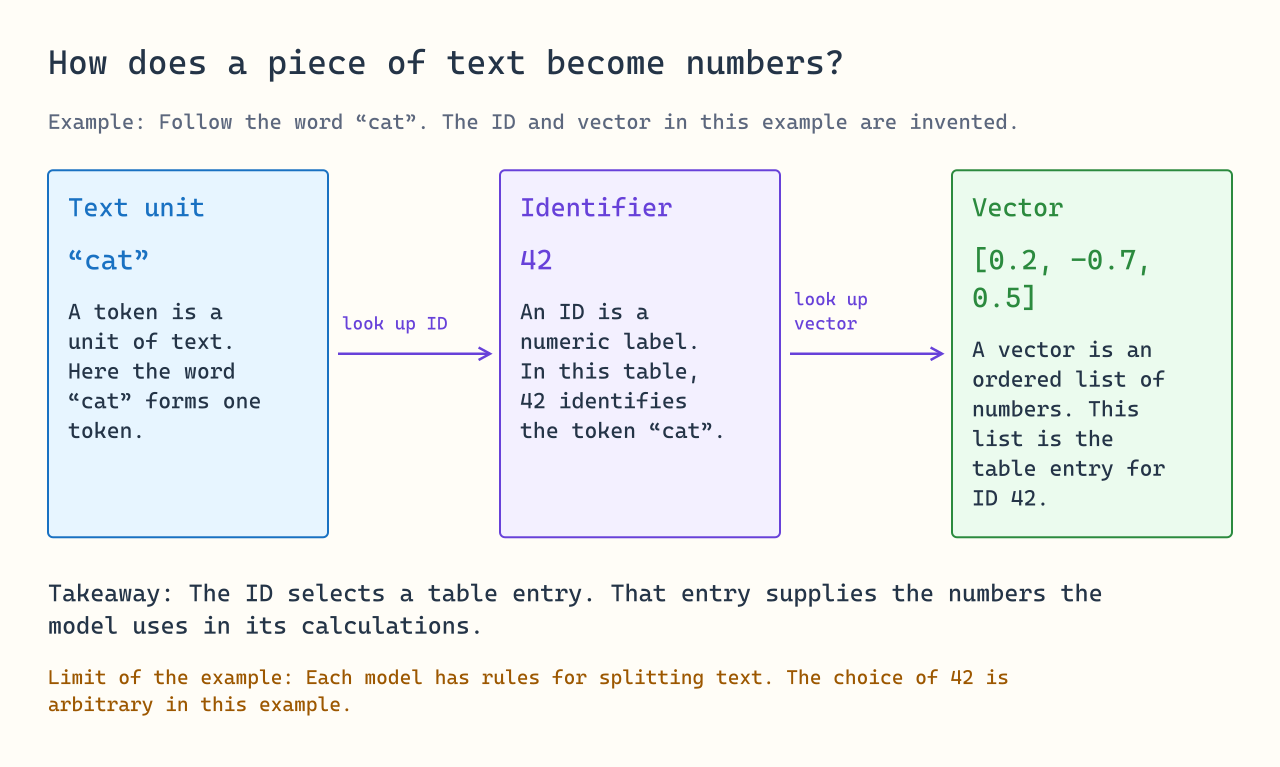 How does a piece of text become numbers?
Example: Follow the word “cat”. The ID and vector in this example are invented.
Text unit
“cat”
A token is a
unit of text.
Here the word
“cat” forms one
token.
look up ID
Identifier
42
An ID is a
numeric label.
In this table,
42 identifies
the token “cat”.
look up
vector
Vector
[0.2, −0.7,
0.5]
A vector is an
ordered list of
numbers. This
list is the
table entry for
ID 42.
Takeaway: The ID selects a table entry. That entry supplies the numbers the
model uses in its calculations.
Limit of the example: Each model has rules for splitting text. The choice of 42 is
arbitrary in this example.